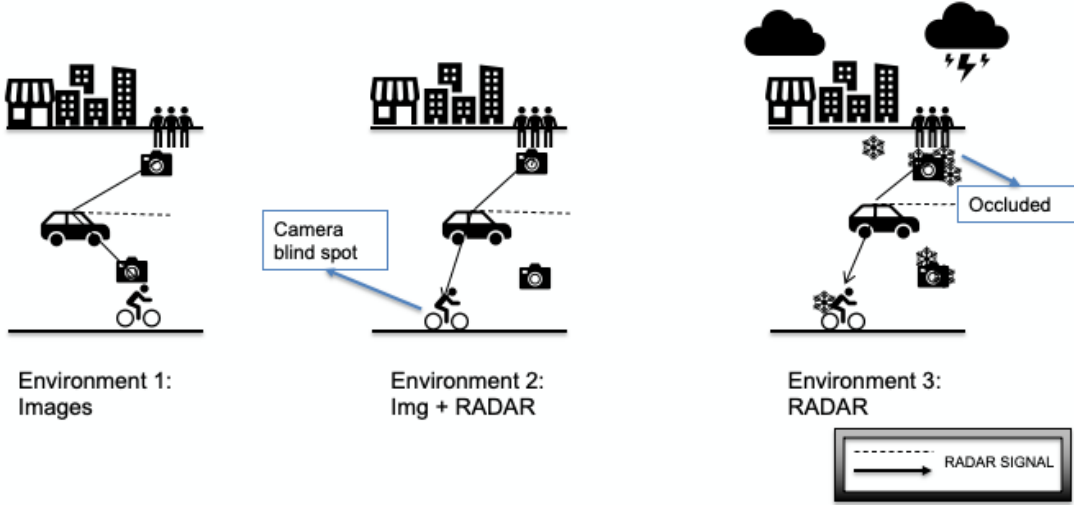 Camera
blind spot
Occluded
Environment 1:
Images
Environment 2:
Img + RADAR
Environment 3:
RADAR
RADAR SIGNAL